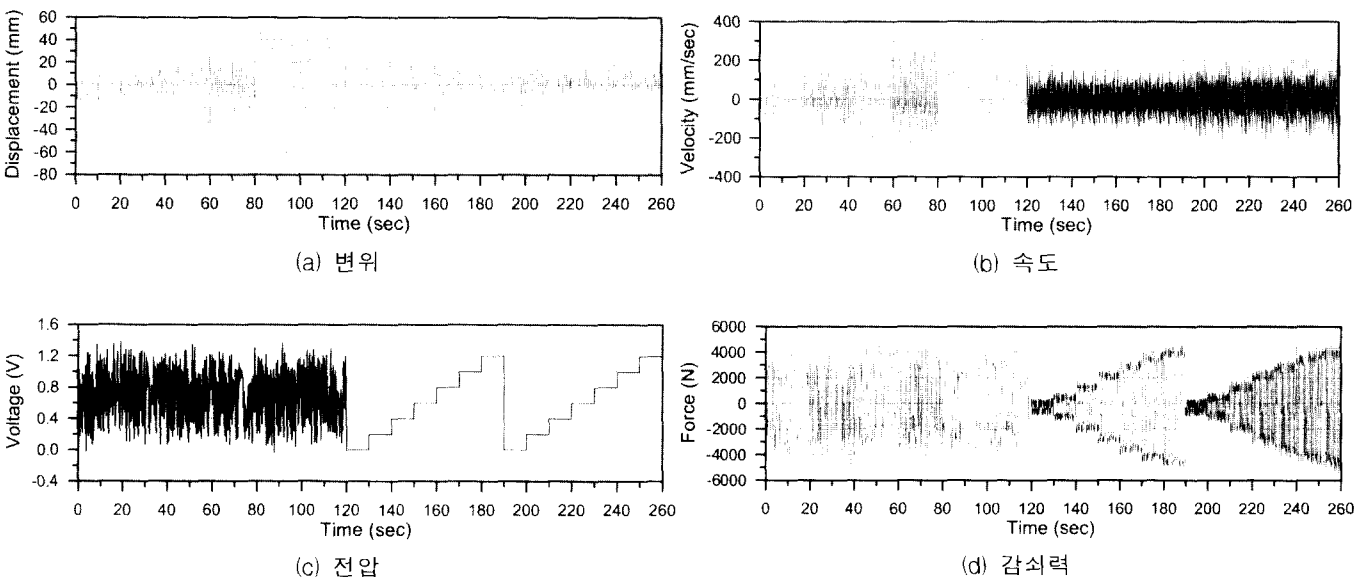 Displacement (mm)
60
40
20
0
-20
-40
-60
-80
0 20 40 60 80 100 120 140 160 180 200 220 240 260
Time (sec)
(a) 변위
Velocity (mm/sec)
400
200
0
-200
-400
0 20 40 60 80 100 120 140 160 180 200 220 240 260
Time (sec)
(b) 속도
Voltage (V)
1.6
1.2
0.8
0.4
0.0
-0.4
0 20 40 60 80 100 120 140 160 180 200 220 240 260
Time (sec)
(c) 전압
Force (N)
6000
4000
2000
0
-2000
-4000
-6000
0 20 40 60 80 100 120 140 160 180 200 220 240 260
Time (sec)
(d) 감쇠력